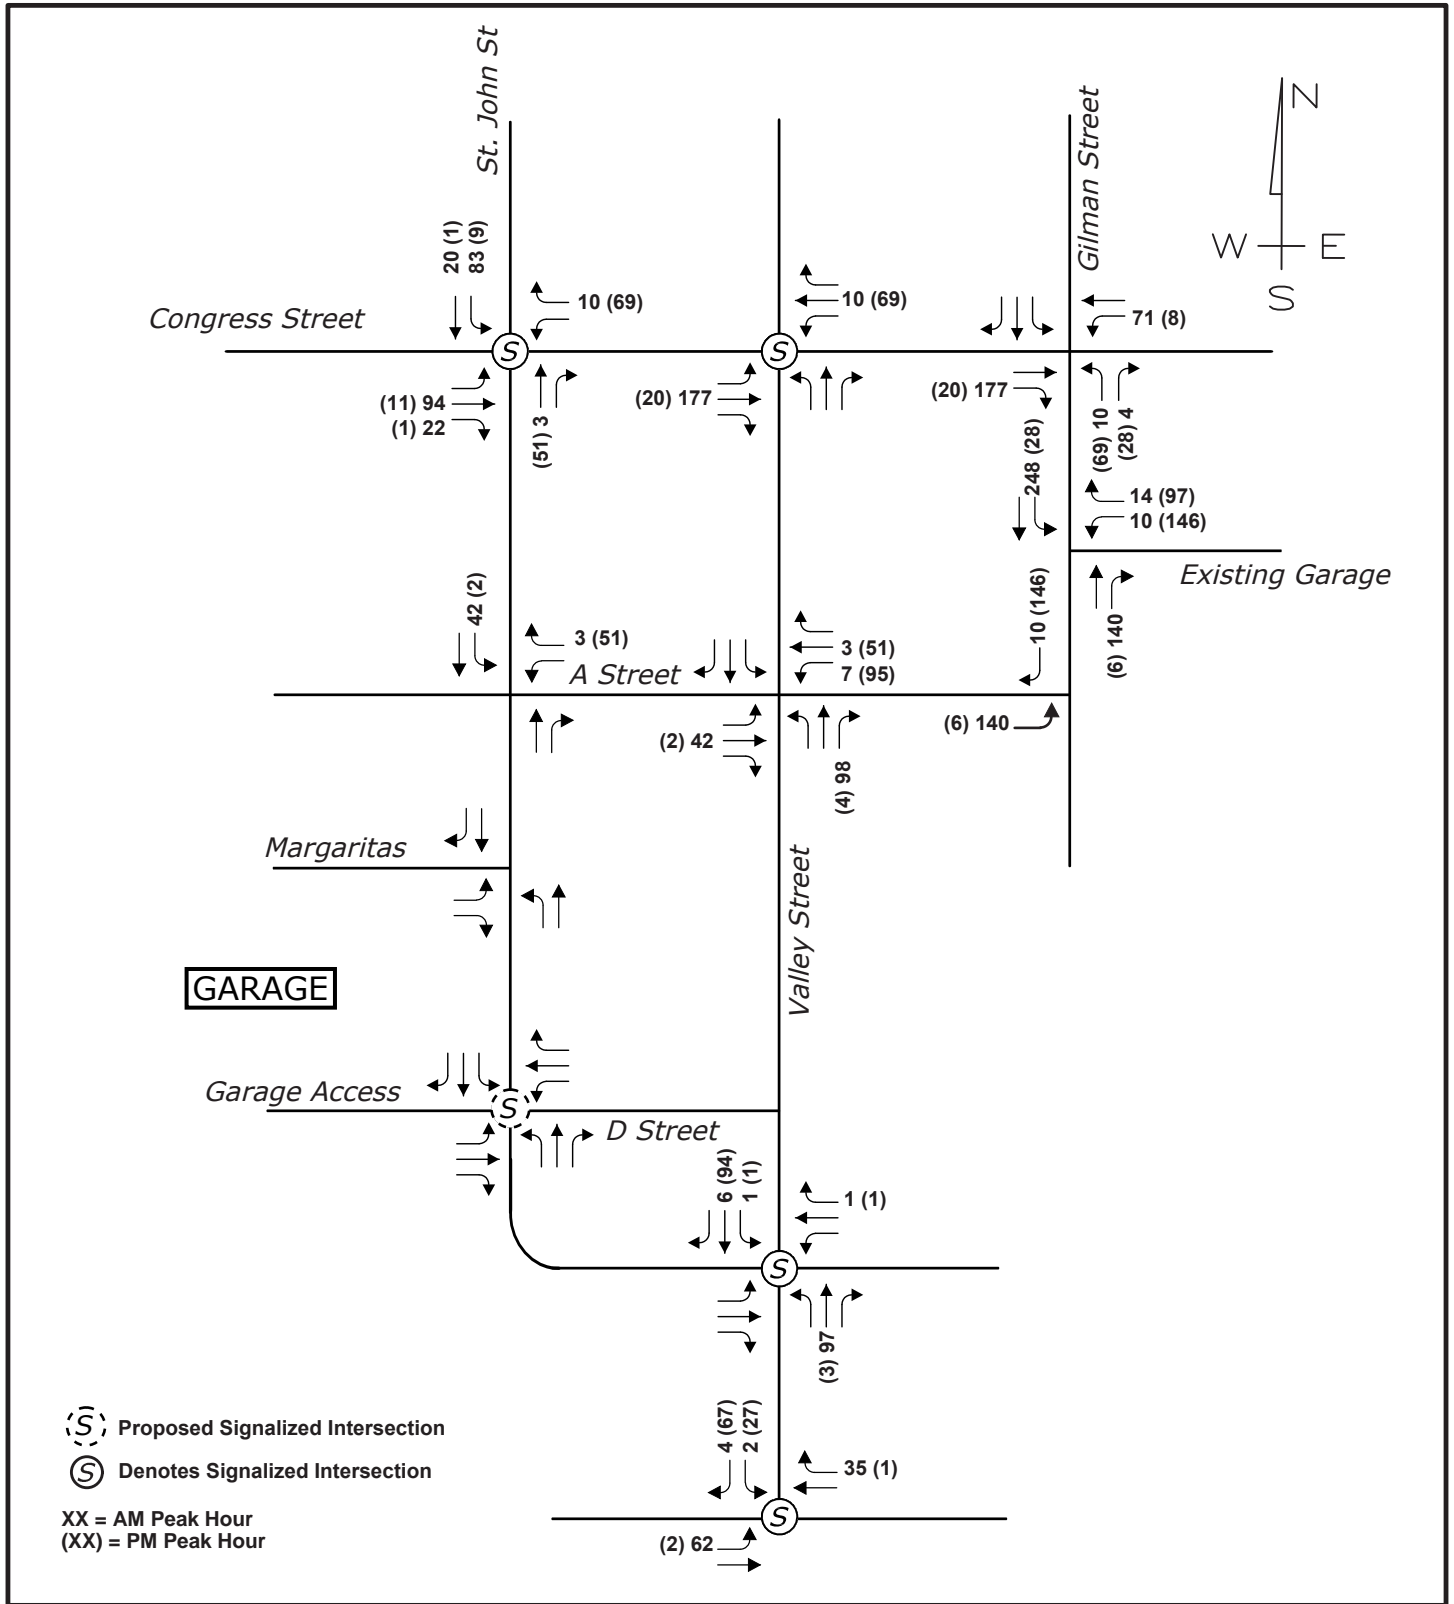 St. John St
Gilman Street
N
W E
S
20 (1)
83 (9)
10 (69)
10 (69)
71 (8)
Congress Street
S
S
(11) 94
(1) 22
(51) 3
(20) 177
(20) 177
(69) 10
(28) 4
248 (28)
14 (97)
10 (146)
Existing Garage
42 (2)
3 (51)
A Street
3 (51)
7 (95)
10 (146)
(6) 140
(2) 42
(4) 98
(6) 140
Margaritas
Valley Street
GARAGE
Garage Access
S
D Street
6 (94)
1 (1)
1 (1)
S
(3) 97
4 (67)
2 (27)
35 (1)
S
(2) 62
S Proposed Signalized Intersection
S Denotes Signalized Intersection
XX = AM Peak Hour
(XX) = PM Peak Hour